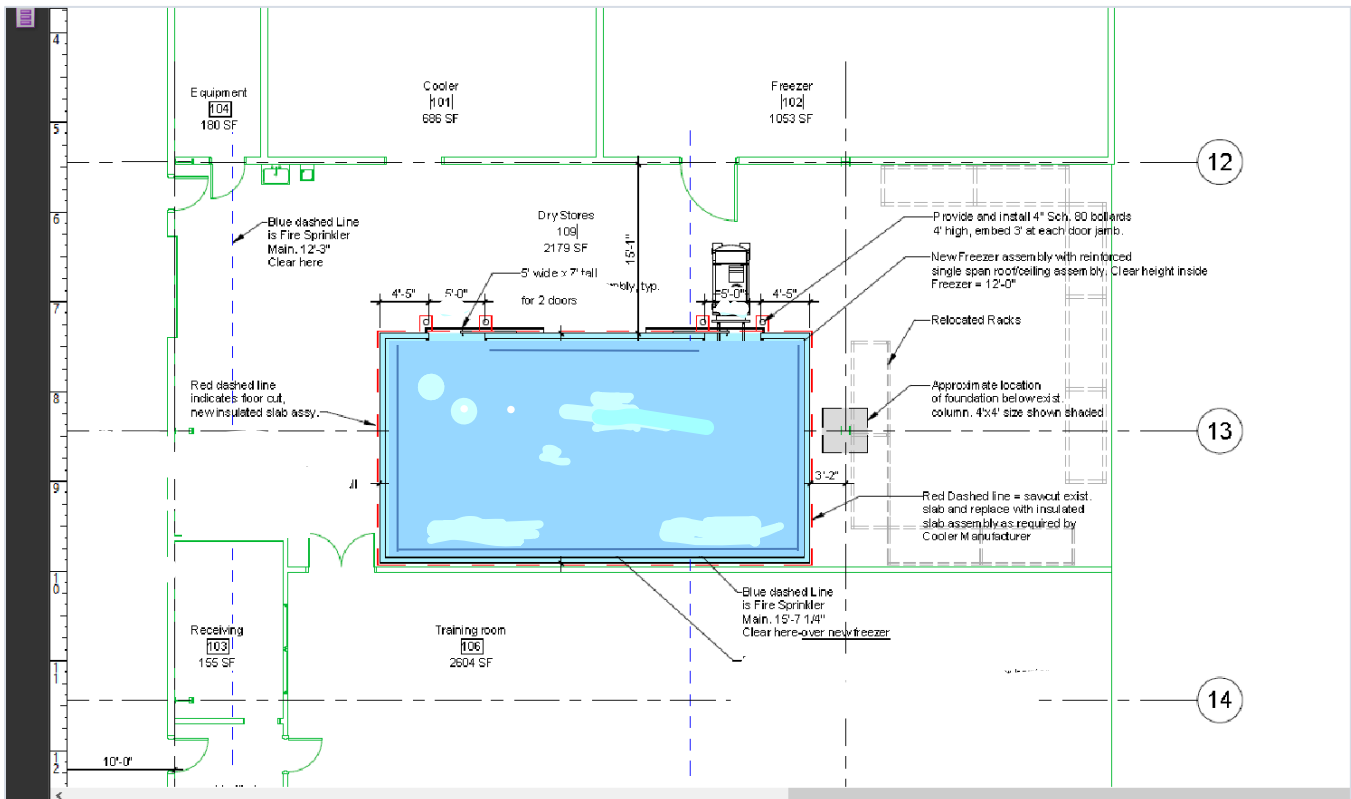 4
5
6
7
8
9
1
0
1
1
1
2
Equipment
104
180 SF
Cooler
101
686 SF
Freezer
102
1053 SF
12
Blue dashed Line
is Fire Sprinkler
Main. 12'-3"
Clear here
Dry Stores
109
2179 SF
15'-1"
Provide and install 4" Sch. 80 bollards
4' high, embed 3' at each door jamb.
New Freezer assembly with reinforced
single span roof/ceiling assembly. Clear height inside
Freezer = 12'-0"
5' wide x 7' tall
typ.
for 2 doors
4'-5"
5'-0"
5'-0"
4'-5"
Relocated Racks
Red dashed line
indicates floor cut,
new insulated slab assy.
Approximate location
of foundation below exist.
column. 4'x4' size shown shaded
13
3'-2"
Red Dashed line = sawcut exist.
slab and replace with insulated
slab assembly as required by
Cooler Manufacturer
Blue dashed Line
is Fire Sprinkler
Main. 15'-7 1/4"
Clear here-over new freezer
Receiving
103
155 SF
Training room
106
2604 SF
14
10'-0"